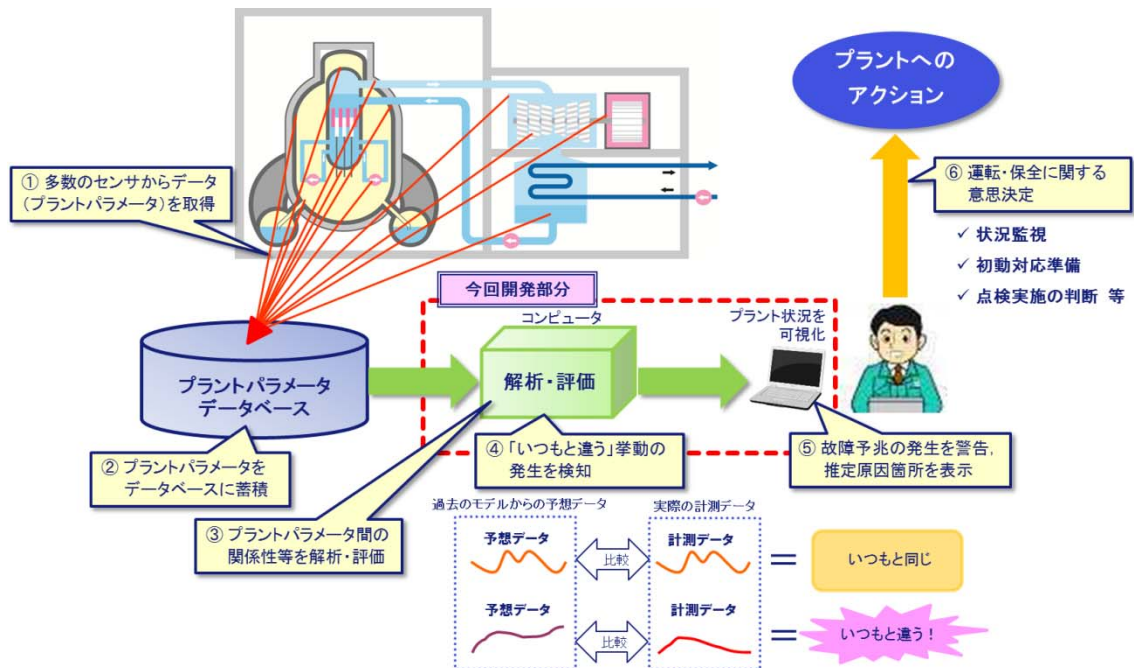 プラントへの
アクション
① 多数のセンサからデータ
(プラントパラメータ)を取得
⑥ 運転・保全に関する
意思決定
✓ 状況監視
✓ 初動対応準備
✓ 点検実施の判断 等
今回開発部分
コンピュータ
プラント状況を
可視化
プラントパラメータ
データベース
解析・評価
② プラントパラメータを
データベースに蓄積
④ 「いつもと違う」挙動の
発生を検知
⑤ 故障予兆の発生を警告,
推定原因箇所を表示
③ プラントパラメータ間の
関係性等を解析・評価
過去のモデルからの予想データ
実際の計測データ
予想データ
比較
計測データ
=
いつもと同じ
予想データ
比較
計測データ
=
いつもと違う!